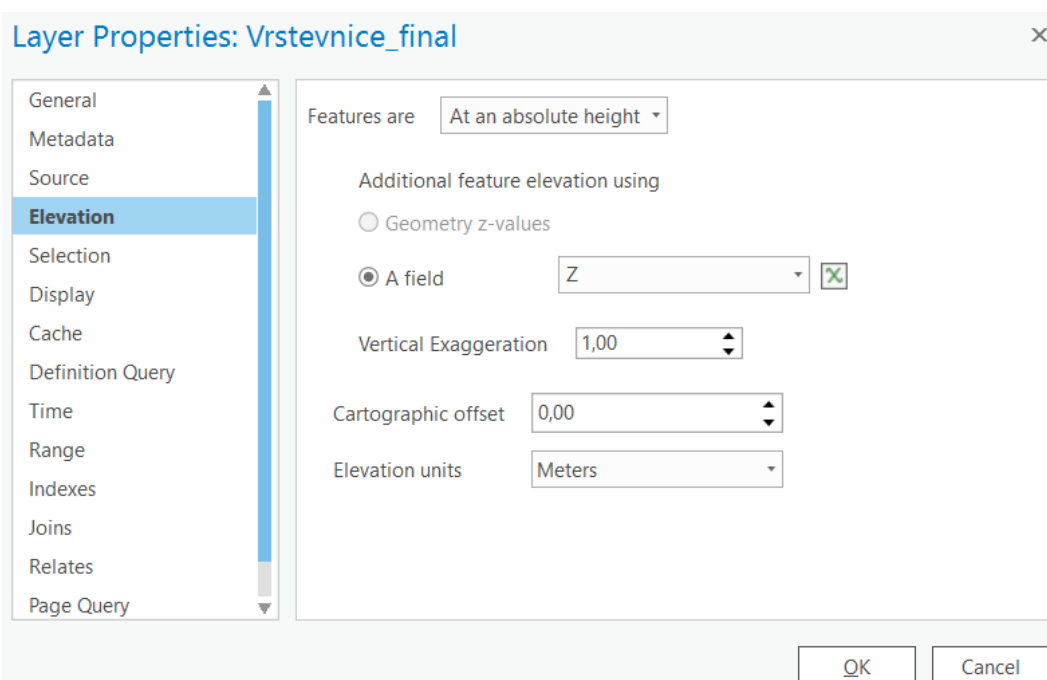 Layer Properties: Vrstevnice_final
General
Metadata
Source
Elevation
Selection
Display
Cache
Definition Query
Time
Range
Indexes
Joins
Relates
Page Query
Features are At an absolute height
Additional feature elevation using
Geometry z-values
A field Z
Vertical Exaggeration 1,00
Cartographic offset 0,00
Elevation units Meters
OK Cancel